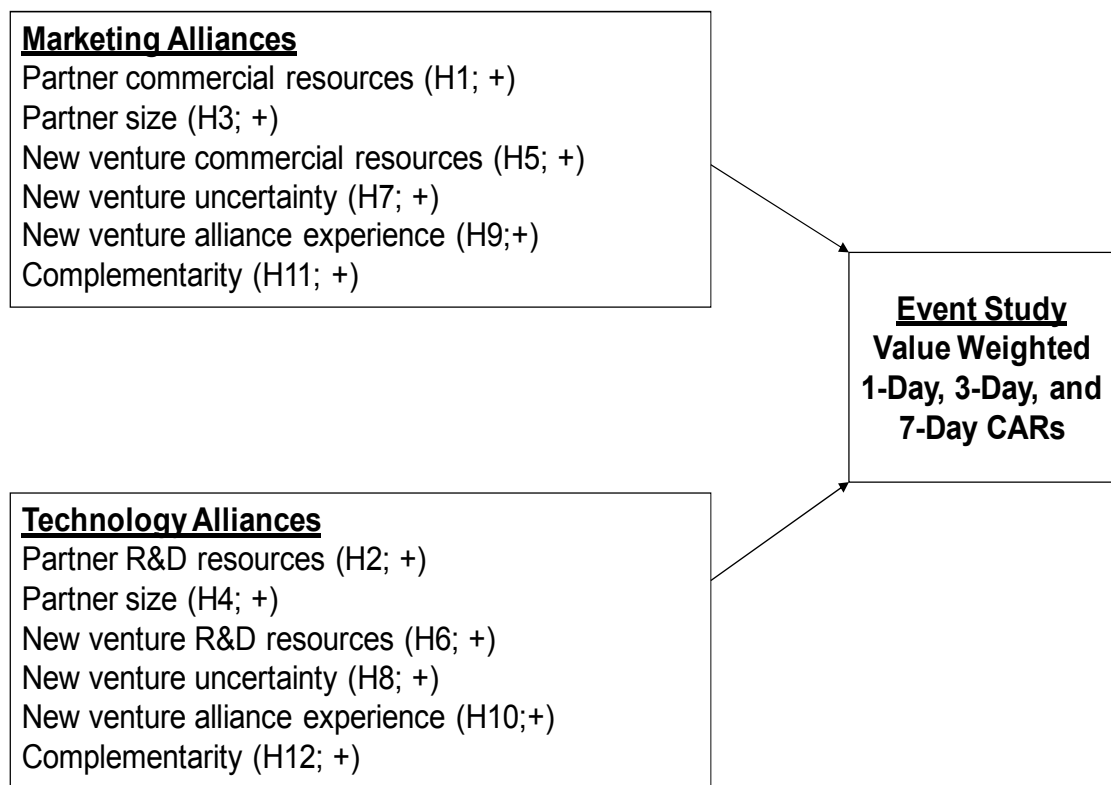 Marketing Alliances
Partner commercial resources (H1; +)
Partner size (H3; +)
New venture commercial resources (H5; +)
New venture uncertainty (H7; +)
New venture alliance experience (H9;+)
Complementarity (H11; +)
Event Study
Value Weighted
1-Day, 3-Day, and
7-Day CARs
Technology Alliances
Partner R&D resources (H2; +)
Partner size (H4; +)
New venture R&D resources (H6; +)
New venture uncertainty (H8; +)
New venture alliance experience (H10;+)
Complementarity (H12; +)